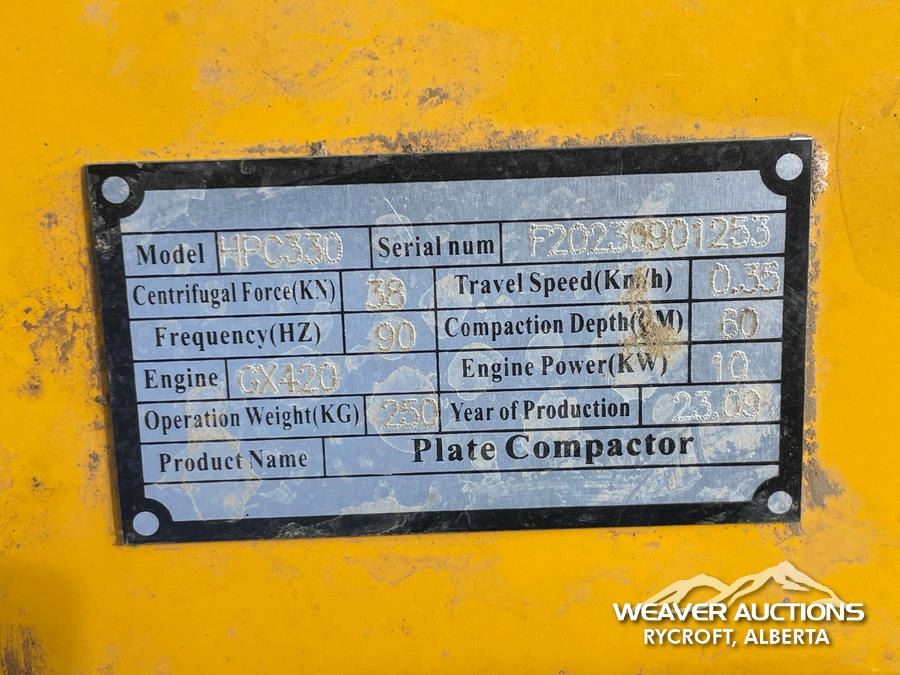 Model HPC330 Serial num F20230901253
Centrifugal Force(KN) 38 Travel Speed(Km/h) 0.35
Frequency(HZ) 90 Compaction Depth(CM) 60
Engine GX420 Engine Power(KW) 10
Operation Weight(KG) 250 Year of Production 23.09
Product Name Plate Compactor
WEAVER AUCTIONS
RYCROFT, ALBERTA